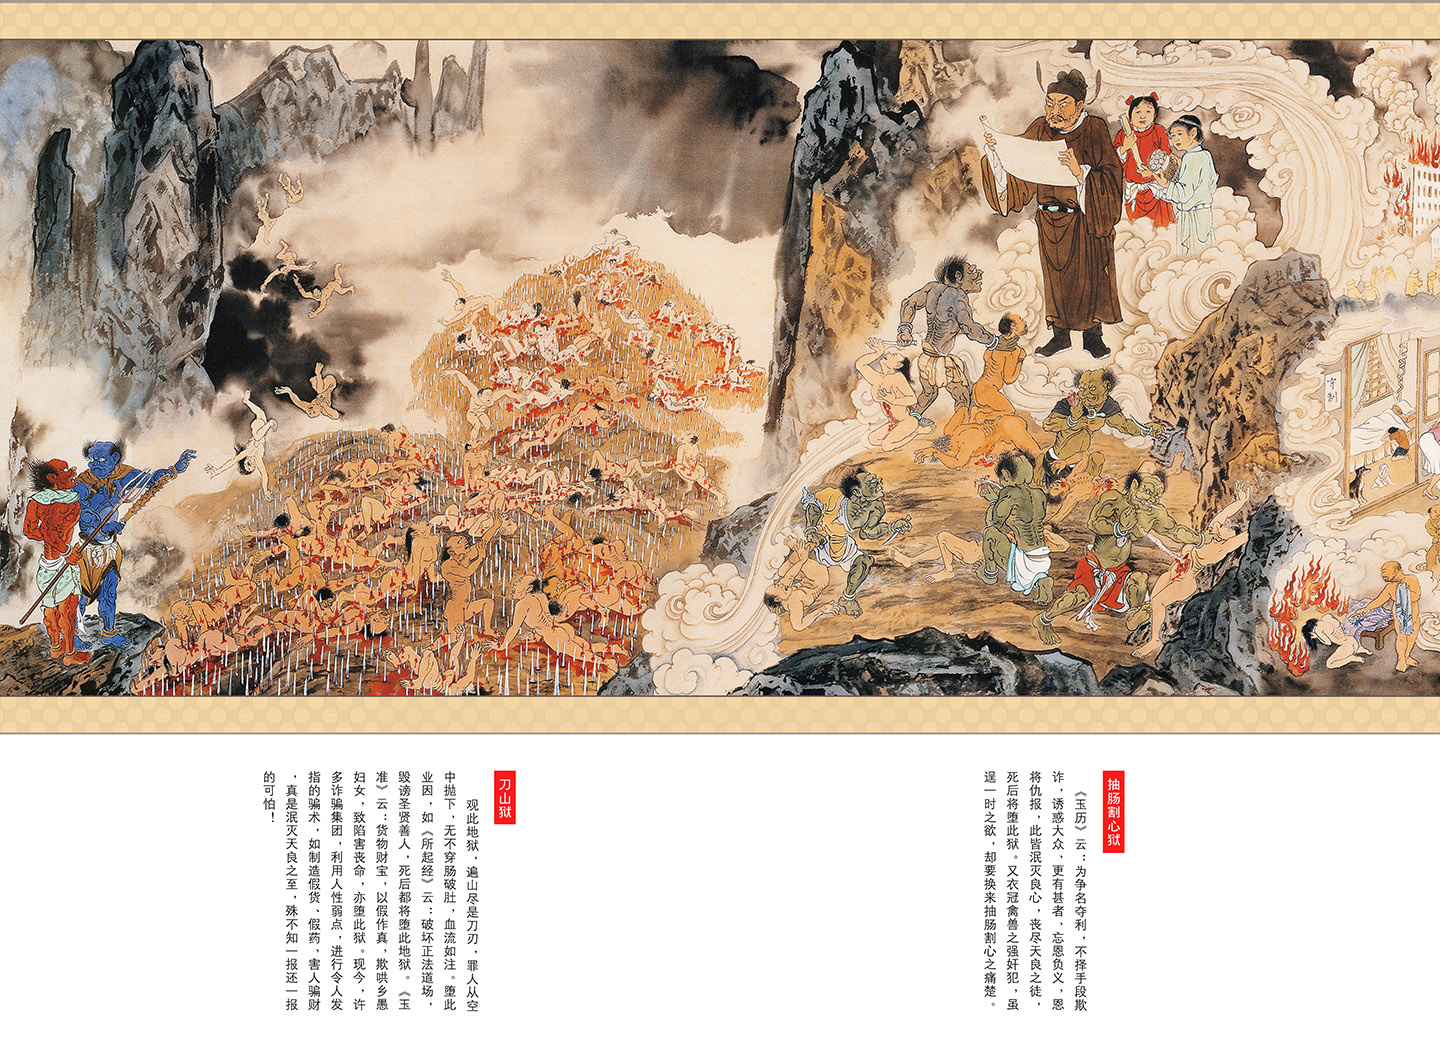 守制
抽肠割心狱
《玉历》云：为争名夺利，不择手段欺
诈，诱惑大众，更有甚者，忘恩负义，恩
将仇报，此皆泯灭良心，丧尽天良之徒，
死后将堕此狱。又衣冠禽兽之强奸犯，虽
逞一时之欲，却要换来抽肠割心之痛楚。
刀山狱
观此地狱，遍山尽是刀刃，罪人从空
中抛下，无不穿肠破肚，血流如注。堕此
业因，如《所起经》云：破坏正法道场，
毁谤圣贤善人，死后都将堕此地狱。《玉
准》云：货物财宝，以假作真，欺哄乡愚
妇女，致陷害丧命，亦堕此狱。现今，许
多诈骗集团，利用人性弱点，进行令人发
指的骗术，如制造假货、假药，害人骗财
，真是泯灭天良之至，殊不知一报还一报
的可怕！